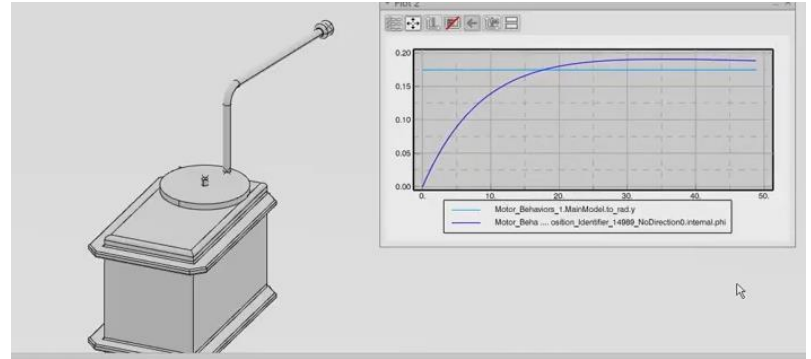 Plot 2
0.20
0.15
0.10
0.05
0.00
0. 10. 20. 30. 40. 50.
Motor_Behaviors_1.MainModel.to_rad.y
Motor_Beha .... osition_Identifier_14989_NoDirection0.internal.phi